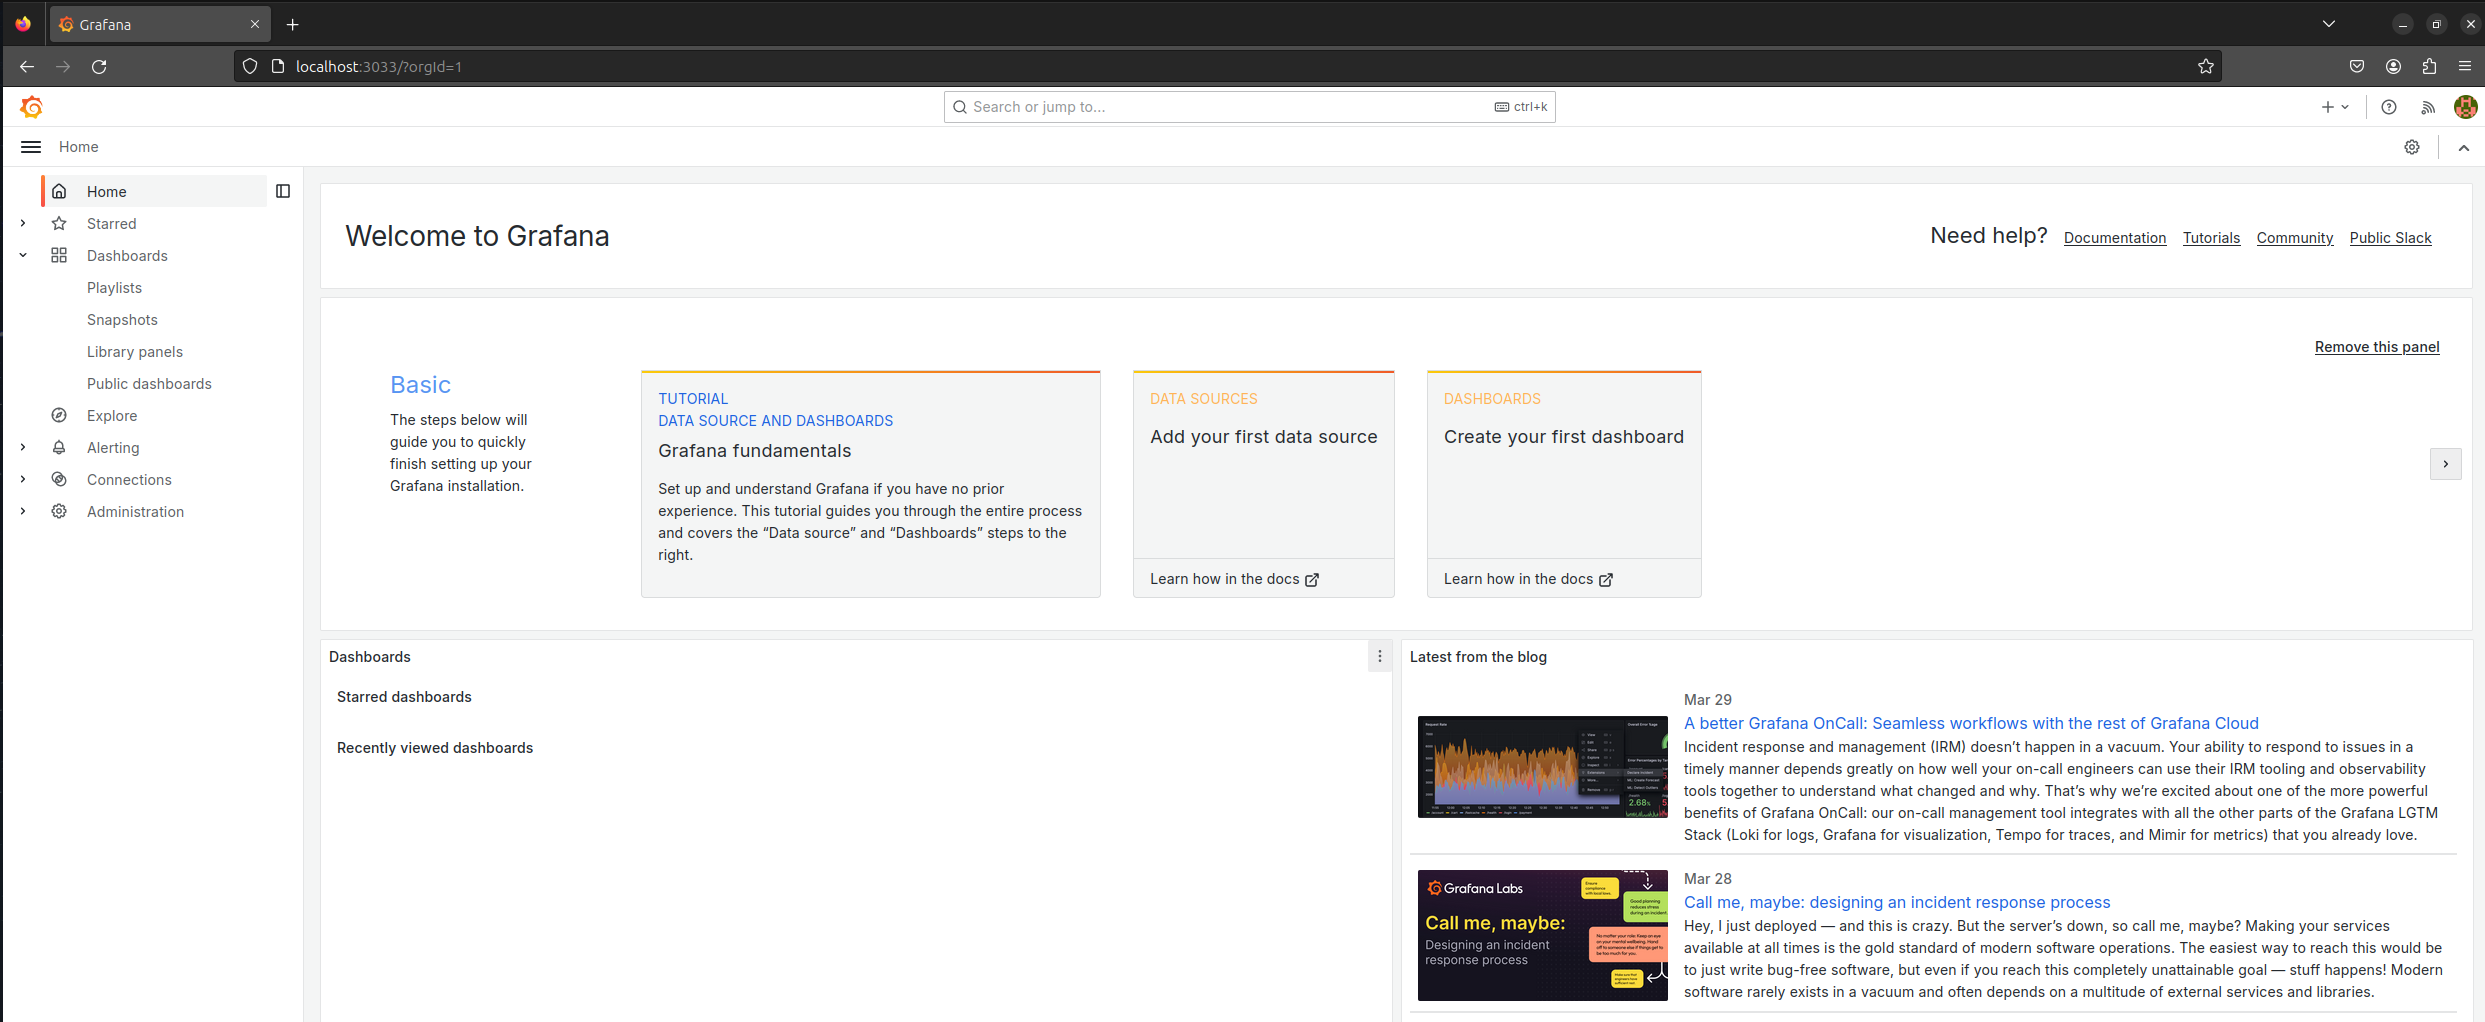 Grafana
localhost:3033/?orgId=1
Search or jump to...
ctrl+k
Home
Home
Starred
Dashboards
Playlists
Snapshots
Library panels
Public dashboards
Explore
Alerting
Connections
Administration
Welcome to Grafana
Need help?
Documentation
Tutorials
Community
Public Slack
Remove this panel
Basic
The steps below will
guide you to quickly
finish setting up your
Grafana installation.
TUTORIAL
DATA SOURCE AND DASHBOARDS
Grafana fundamentals
Set up and understand Grafana if you have no prior
experience. This tutorial guides you through the entire process
and covers the “Data source” and “Dashboards” steps to the
right.
DATA SOURCES
Add your first data source
Learn how in the docs
DASHBOARDS
Create your first dashboard
Learn how in the docs
Dashboards
Starred dashboards
Recently viewed dashboards
Latest from the blog
Mar 29
A better Grafana OnCall: Seamless workflows with the rest of Grafana Cloud
Incident response and management (IRM) doesn’t happen in a vacuum. Your ability to respond to issues in a
timely manner depends greatly on how well your on-call engineers can use their IRM tooling and observability
tools together to understand what changed and why. That’s why we’re excited about one of the more powerful
benefits of Grafana OnCall: our on-call management tool integrates with all the other parts of the Grafana LGTM
Stack (Loki for logs, Grafana for visualization, Tempo for traces, and Mimir for metrics) that you already love.
Grafana Labs
Call me, maybe:
Designing an incident
response process
Mar 28
Call me, maybe: designing an incident response process
Hey, I just deployed — and this is crazy. But the server’s down, so call me, maybe? Making your services
available at all times is the gold standard of modern software operations. The easiest way to reach this would be
to just write bug-free software, but even if you reach this completely unattainable goal — stuff happens! Modern
software rarely exists in a vacuum and often depends on a multitude of external services and libraries.